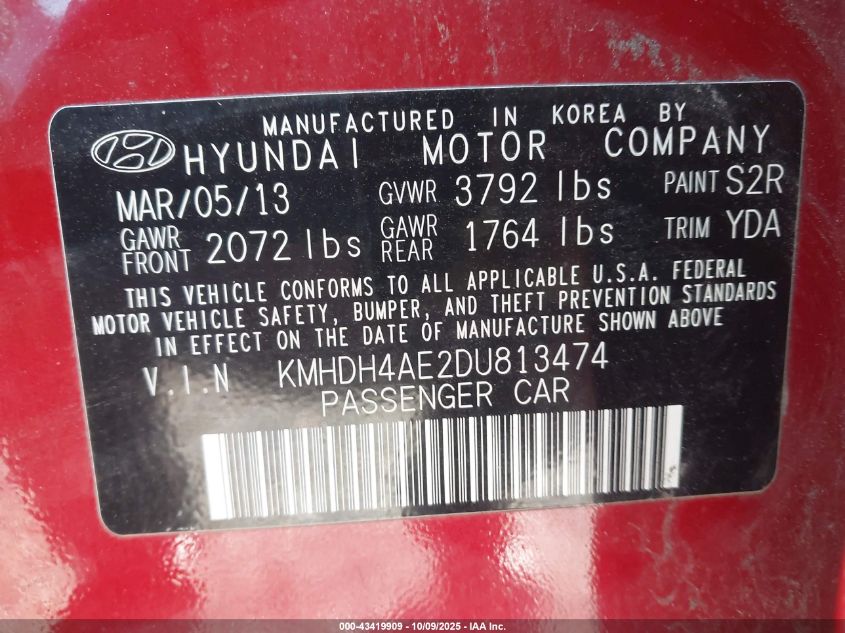 MANUFACTURED IN KOREA BY
HYUNDAI MOTOR COMPANY
MAR/05/13 GVWR 3792 lbs PAINT S2R
GAWR FRONT 2072 lbs GAWR REAR 1764 lbs TRIM YDA
THIS VEHICLE CONFORMS TO ALL APPLICABLE U.S.A. FEDERAL
MOTOR VEHICLE SAFETY, BUMPER, AND THEFT PREVENTION STANDARDS
IN EFFECT ON THE DATE OF MANUFACTURE SHOWN ABOVE
V.I.N KMHDH4AE2DU813474
PASSENGER CAR
000-43419909 - 10/09/2025 - IAA Inc.